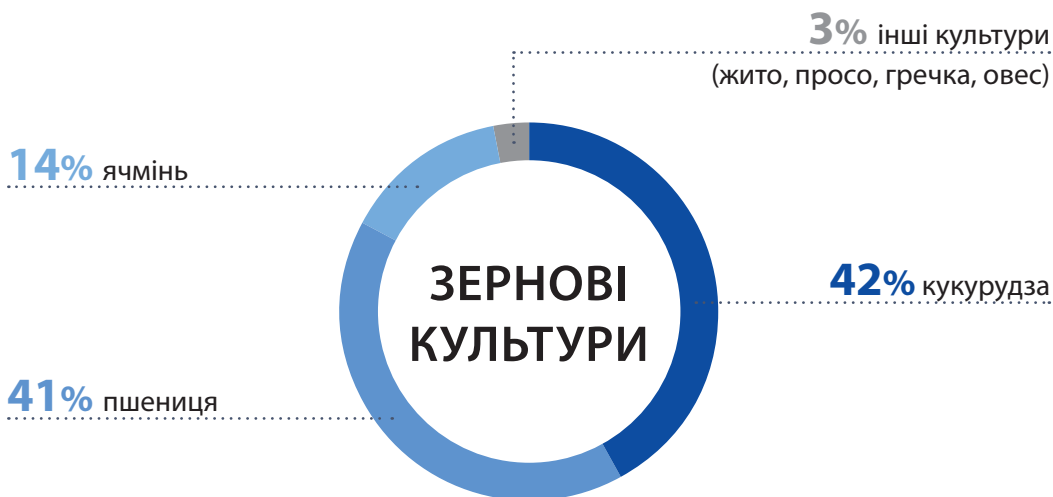 3% інші культури
(жито, просо, гречка, овес)
14% ячмінь
ЗЕРНОВІ
КУЛЬТУРИ
42% кукурудза
41% пшениця